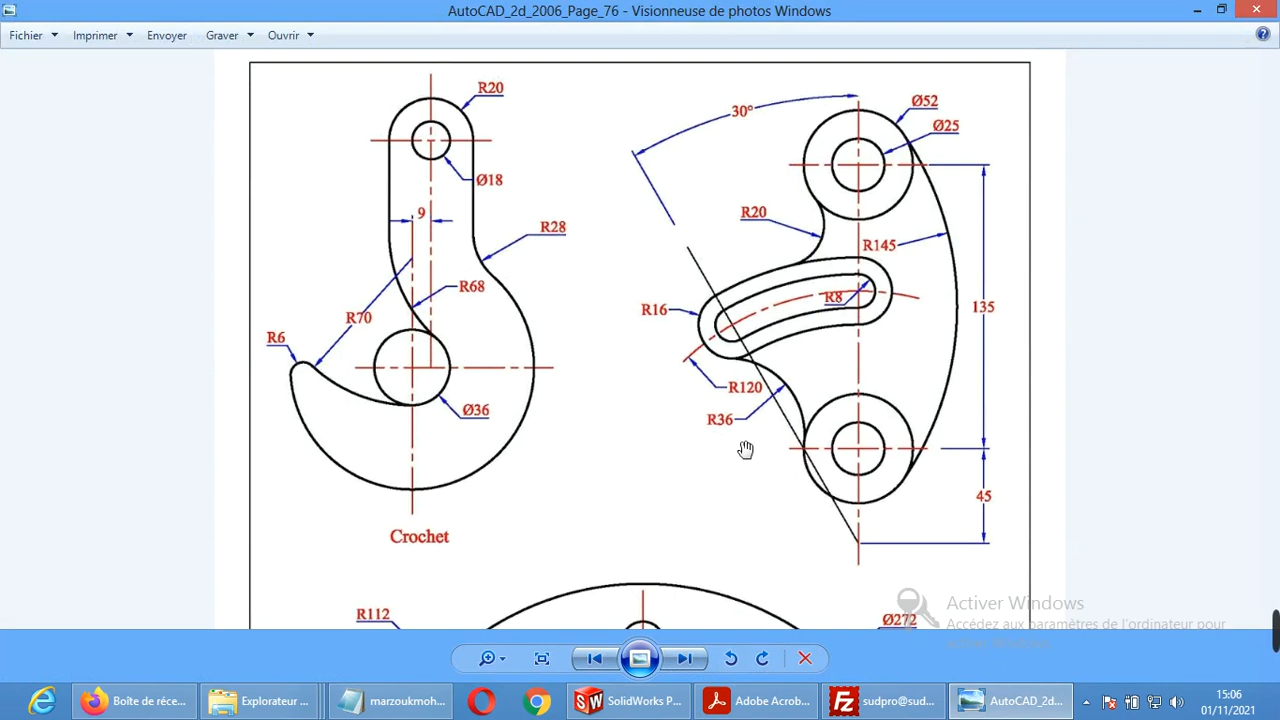 AutoCAD_2d_2006_Page_76 - Visionneuse de photos Windows
Fichier Imprimer Envoyer Graver Ouvrir
R20
Ø18
9
R28
R68
R70
R6
Ø36
Crochet
30°
Ø52
Ø25
R20
R145
R16
R8
135
R120
R36
45
R112
Ø272
Activer Windows
Accédez aux paramètres de l'ordinateur pour
activer Windows.
Boîte de réce...
Explorateur
marzoukmoh...
SolidWorks P...
Adobe Acrob...
sudpro@sud...
AutoCAD_2d...
15:06
01/11/2021